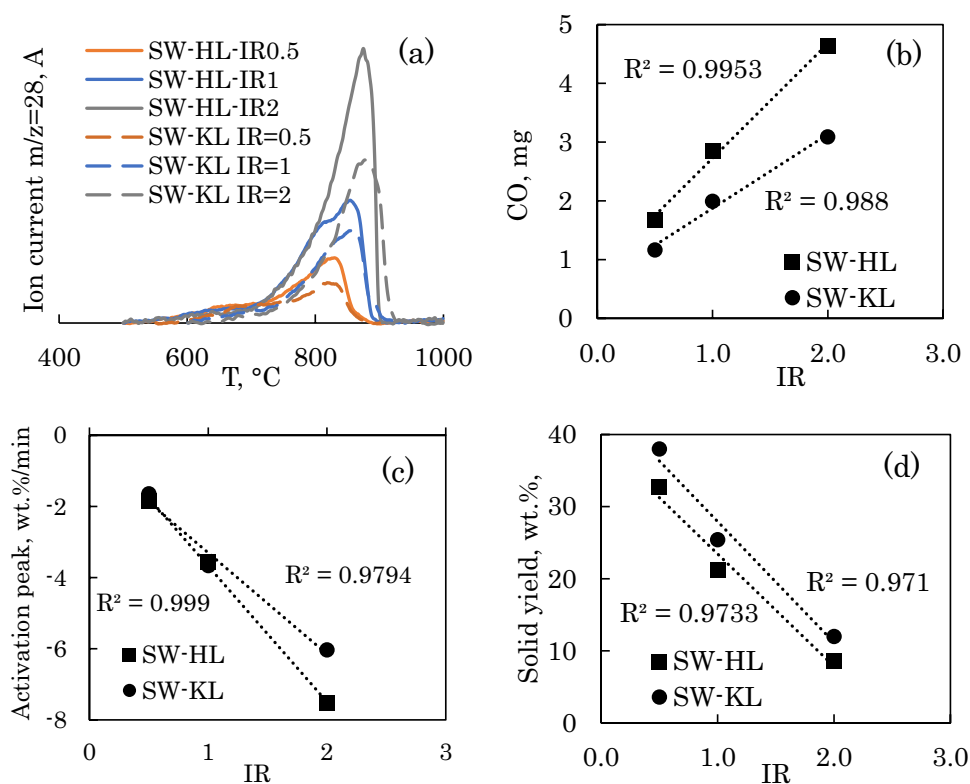 Ion current m/z=28, A
(a)
SW-HL-IR0.5
SW-HL-IR1
SW-HL-IR2
SW-KL IR=0.5
SW-KL IR=1
SW-KL IR=2
400 600 800 1000
T, °C
CO, mg
(b)
5
4
3
2
1
0
R² = 0.9953
R² = 0.988
SW-HL
SW-KL
0.0 1.0 2.0 3.0
IR
Activation peak, wt.%/min
(c)
0
-2
-4
-6
-8
R² = 0.9794
R² = 0.999
SW-HL
SW-KL
0 1 2 3
IR
Solid yield, wt.%,
(d)
40
30
20
10
0
R² = 0.971
R² = 0.9733
SW-HL
SW-KL
0.0 1.0 2.0 3.0
IR